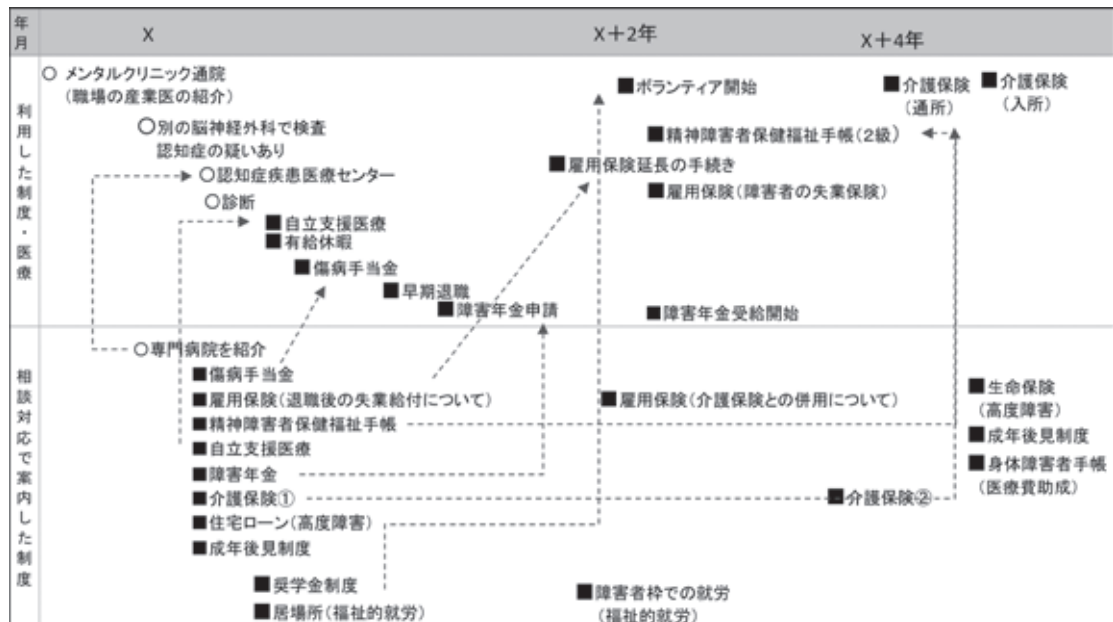 年月
X
X+2年
X+4年
利用した制度・医療
○ メンタルクリニック通院
(職場の産業医の紹介)
○別の脳神経外科で検査
認知症の疑いあり
○認知症疾患医療センター
○診断
■自立支援医療
■有給休暇
■傷病手当金
■早期退職
■障害年金申請
■ボランティア開始
■精神障害者保健福祉手帳(2級)
■雇用保険延長の手続き
■雇用保険(障害者の失業保険)
■障害年金受給開始
■介護保険
(通所)
■介護保険
(入所)
相談対応で案内した制度
○専門病院を紹介
■傷病手当金
■雇用保険(退職後の失業給付について)
■精神障害者保健福祉手帳
■自立支援医療
■障害年金
■介護保険①
■住宅ローン(高度障害)
■成年後見制度
■奨学金制度
■居場所(福祉的就労)
■雇用保険(介護保険との併用について)
■障害者枠での就労
(福祉的就労)
■介護保険②
■生命保険
(高度障害)
■成年後見制度
■身体障害者手帳
(医療費助成)